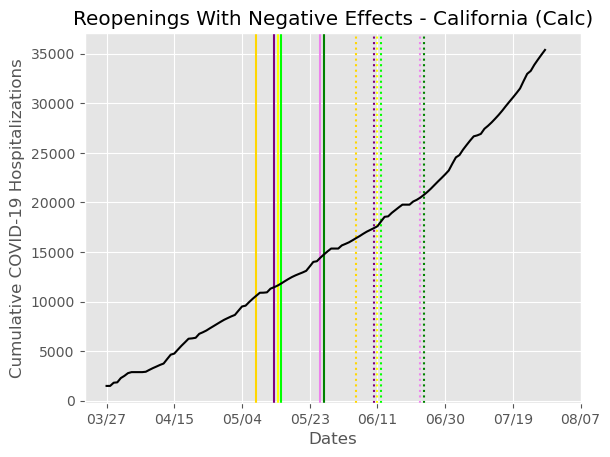 Reopenings With Negative Effects - California (Calc)
Cumulative COVID-19 Hospitalizations
35000
30000
25000
20000
15000
10000
5000
0
03/27 04/15 05/04 05/23 06/11 06/30 07/19 08/07
Dates